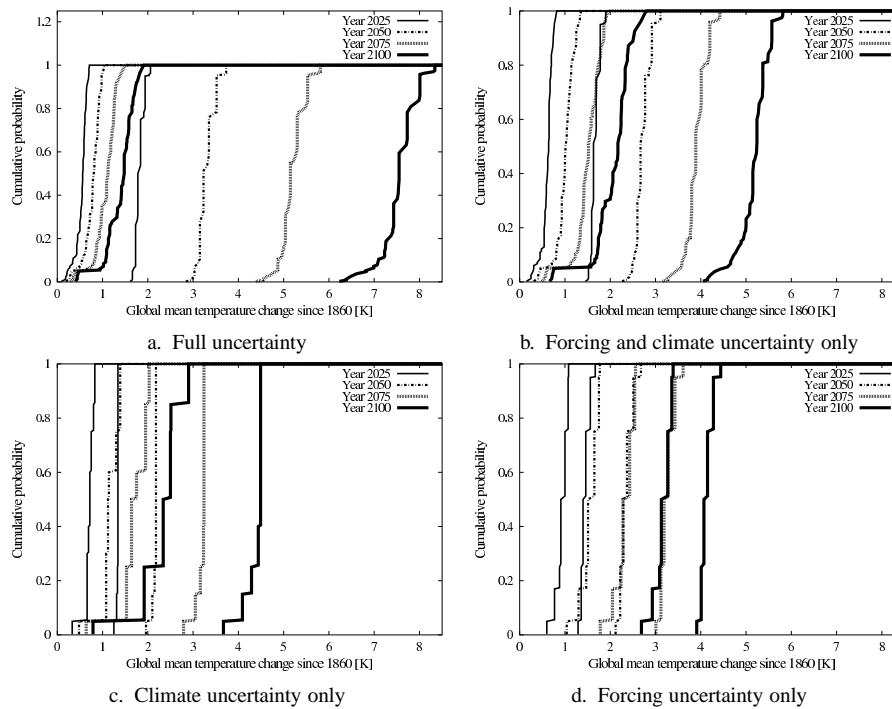 Year 2025
Year 2050
Year 2075
Year 2100
1.2
1
0.8
0.6
0.4
0.2
0
Cumulative probability
0 1 2 3 4 5 6 7 8
Global mean temperature change since 1860 [K]
a. Full uncertainty
Year 2025
Year 2050
Year 2075
Year 2100
1
0.8
0.6
0.4
0.2
0
Cumulative probability
0 1 2 3 4 5 6 7 8
Global mean temperature change since 1860 [K]
b. Forcing and climate uncertainty only
Year 2025
Year 2050
Year 2075
Year 2100
1
0.8
0.6
0.4
0.2
0
Cumulative probability
0 1 2 3 4 5 6 7 8
Global mean temperature change since 1860 [K]
c. Climate uncertainty only
Year 2025
Year 2050
Year 2075
Year 2100
1
0.8
0.6
0.4
0.2
0
Cumulative probability
0 1 2 3 4 5 6 7 8
Global mean temperature change since 1860 [K]
d. Forcing uncertainty only